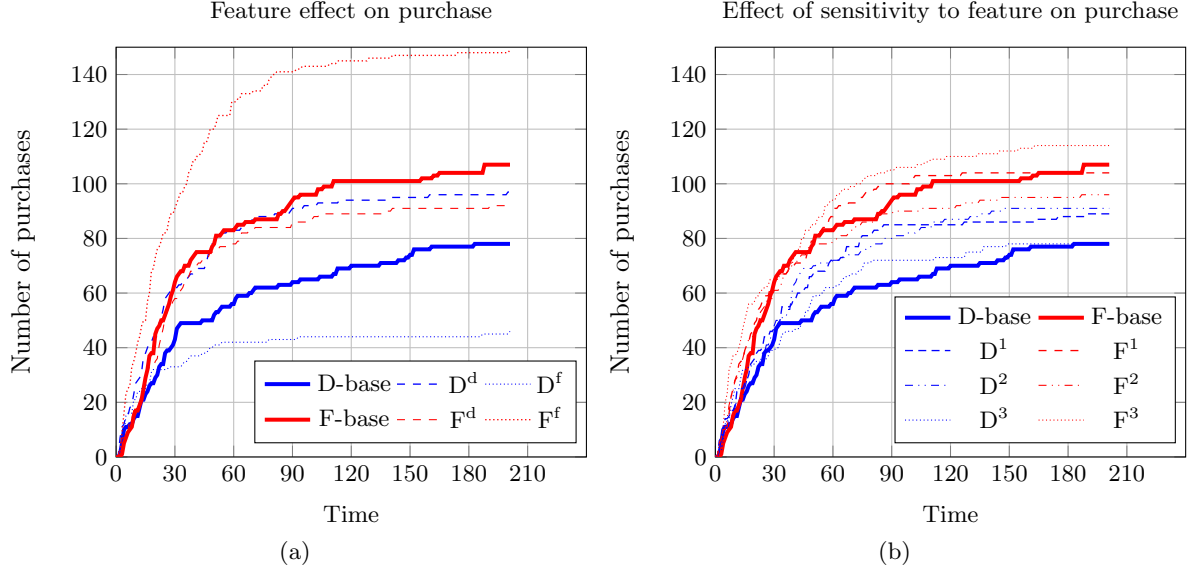 Feature effect on purchase
140
120
100
80
60
40
20
0
0 30 60 90 120 150 180 210
Number of purchases
Time
D-base D^d D^f
F-base F^d F^f
(a)
Effect of sensitivity to feature on purchase
140
120
100
80
60
40
20
0
0 30 60 90 120 150 180 210
Number of purchases
Time
D-base F-base
D^1 F^1
D^2 F^2
D^3 F^3
(b)